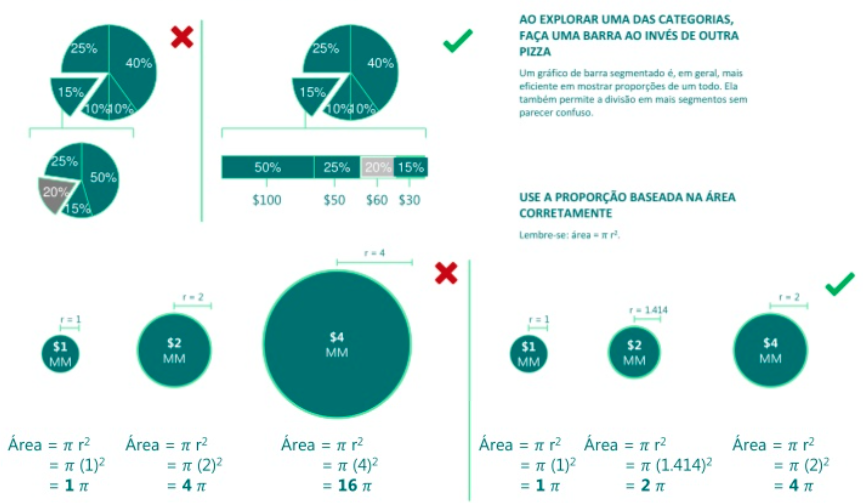 25%
40%
15%
10%
10%
25%
50%
20%
15%
25%
40%
15%
10%
10%
50%
25%
20%
15%
$100
$50
$60
$30
AO EXPLORAR UMA DAS CATEGORIAS,
FAÇA UMA BARRA AO INVÉS DE OUTRA
PIZZA
Um gráfico de barra segmentado é, em geral, mais
eficiente em mostrar proporções de um todo. Ela
também permite a divisão em mais segmentos sem
parecer confuso.
USE A PROPORÇÃO BASEADA NA ÁREA
CORRETAMENTE
Lembre-se: área = π r².
r = 1
$1
MM
r = 2
$2
MM
r = 4
$4
MM
Área = π r²
= π (1)²
= 1 π
Área = π r²
= π (2)²
= 4 π
Área = π r²
= π (4)²
= 16 π
r = 1
$1
MM
r = 1.414
$2
MM
r = 2
$4
MM
Área = π r²
= π (1)²
= 1 π
Área = π r²
= π (1.414)²
= 2 π
Área = π r²
= π (2)²
= 4 π